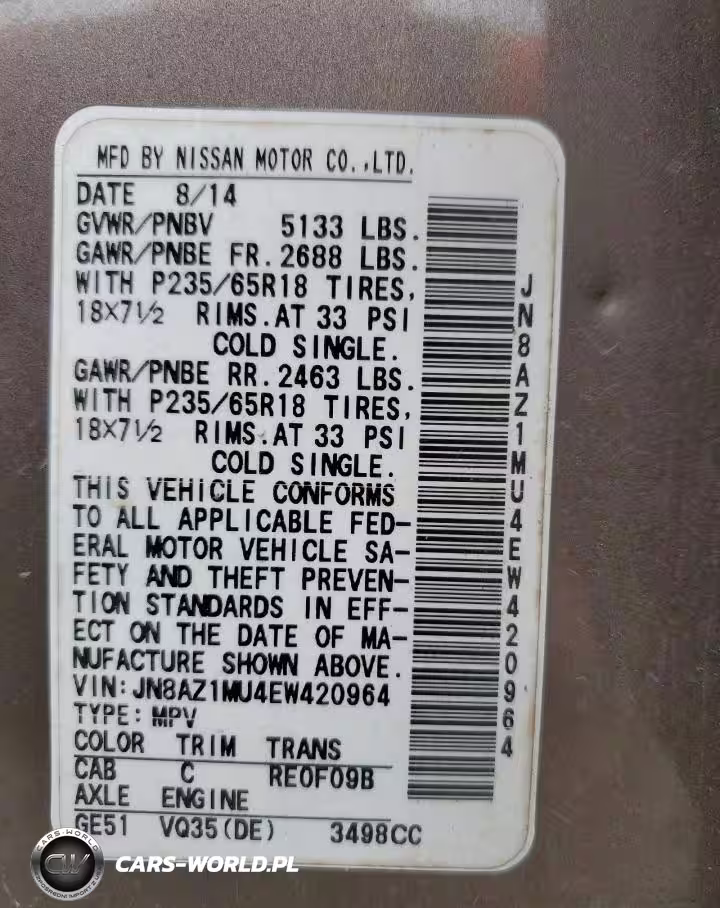 MFD BY NISSAN MOTOR CO.,LTD.
DATE 8/14
GVWR/PNBV 5133 LBS.
GAWR/PNBE FR. 2688 LBS.
WITH P235/65R18 TIRES,
18X7½ RIMS.AT 33 PSI
COLD SINGLE.
GAWR/PNBE RR. 2463 LBS.
WITH P235/65R18 TIRES,
18X7½ RIMS.AT 33 PSI
COLD SINGLE.
THIS VEHICLE CONFORMS
TO ALL APPLICABLE FED-
ERAL MOTOR VEHICLE SA-
FETY AND THEFT PREVEN-
TION STANDARDS IN EFF-
ECT ON THE DATE OF MA-
NUFACTURE SHOWN ABOVE.
VIN: JN8AZ1MU4EW420964
TYPE: MPV
COLOR TRIM TRANS
CAB C RE0F09B
AXLE ENGINE
GE51 VQ35(DE) 3498CC
JN8AZ1MU4EW420964
CARS-WORLD
CW
CARS-WORLD.PL